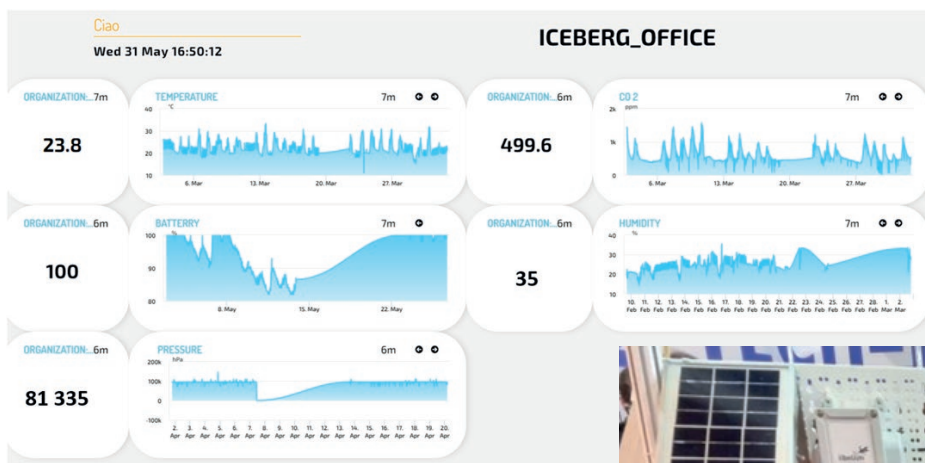 Ciao
Wed 31 May 16:50:12
ICEBERG_OFFICE
ORGANIZATION:...7m
23.8
TEMPERATURE
7m
°C
40
30
20
10
6. Mar 13. Mar 20. Mar 27. Mar
ORGANIZATION:...6m
499.6
CO 2
7m
ppm
2k
1k
0
6. Mar 13. Mar 20. Mar 27. Mar
ORGANIZATION:...6m
100
BATTERRY
7m
%
100
90
80
8. May 15. May 22. May
ORGANIZATION:...6m
35
HUMIDITY
7m
%
40
30
20
10
10. 11. 12. 13. 14. 15. 16. 17. 18. 19. 20. 21. 22. 23. 24. 25. 26. 27. 28. 1. 2.
Feb Feb Feb Feb Feb Feb Feb Feb Feb Feb Feb Feb Feb Feb Feb Feb Feb Feb Feb Mar Mar
ORGANIZATION:...6m
81 335
PRESSURE
6m
hPa
200k
100k
0
-100k
2. 3. 4. 5. 6. 7. 8. 9. 10. 11. 12. 13. 14. 15. 16. 17. 18. 19. 20.
Apr Apr Apr Apr Apr Apr Apr Apr Apr Apr Apr Apr Apr Apr Apr Apr Apr Apr Apr